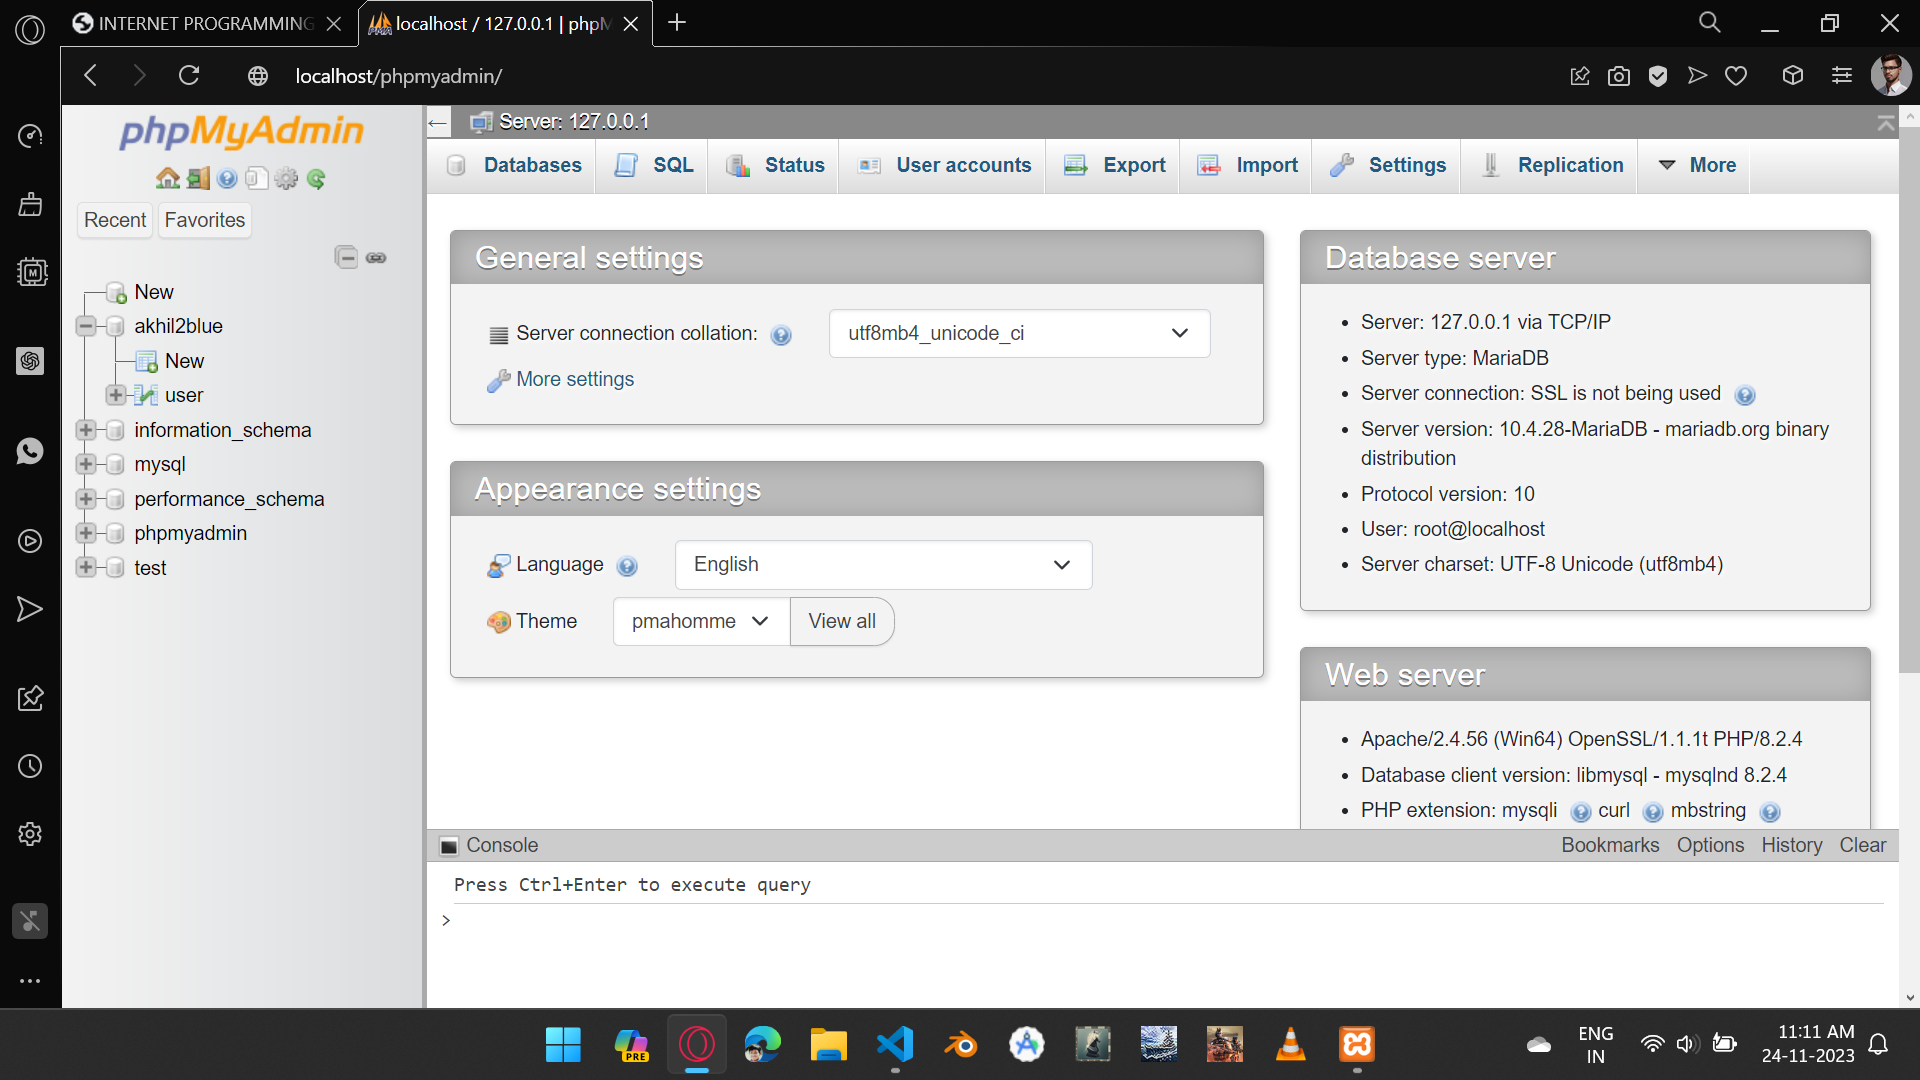 INTERNET PROGRAMMING
localhost / 127.0.0.1 | phpM
localhost/phpmyadmin/
phpMyAdmin
Recent
Favorites
New
akhil2blue
New
user
information_schema
mysql
performance_schema
phpmyadmin
test
Server: 127.0.0.1
Databases
SQL
Status
User accounts
Export
Import
Settings
Replication
More
General settings
Server connection collation:
utf8mb4_unicode_ci
More settings
Appearance settings
Language
English
Theme
pmahomme
View all
Database server
Server: 127.0.0.1 via TCP/IP
Server type: MariaDB
Server connection: SSL is not being used
Server version: 10.4.28-MariaDB - mariadb.org binary
distribution
Protocol version: 10
User: root@localhost
Server charset: UTF-8 Unicode (utf8mb4)
Web server
Apache/2.4.56 (Win64) OpenSSL/1.1.1t PHP/8.2.4
Database client version: libmysql - mysqlnd 8.2.4
PHP extension: mysqli curl mbstring
Console
Bookmarks
Options
History
Clear
Press Ctrl+Enter to execute query
>
PRE
ENG
IN
11:11 AM
24-11-2023